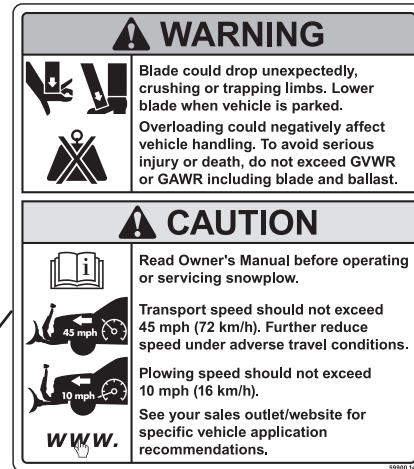 WARNING
Blade could drop unexpectedly,
crushing or trapping limbs. Lower
blade when vehicle is parked.
Overloading could negatively affect
vehicle handling. To avoid serious
injury or death, do not exceed GVWR
or GAWR including blade and ballast.
CAUTION
i
Read Owner's Manual before operating
or servicing snowplow.
45 mph
Transport speed should not exceed
45 mph (72 km/h). Further reduce
speed under adverse travel conditions.
10 mph
Plowing speed should not exceed
10 mph (16 km/h).
www.
See your sales outlet/website for
specific vehicle application
recommendations.